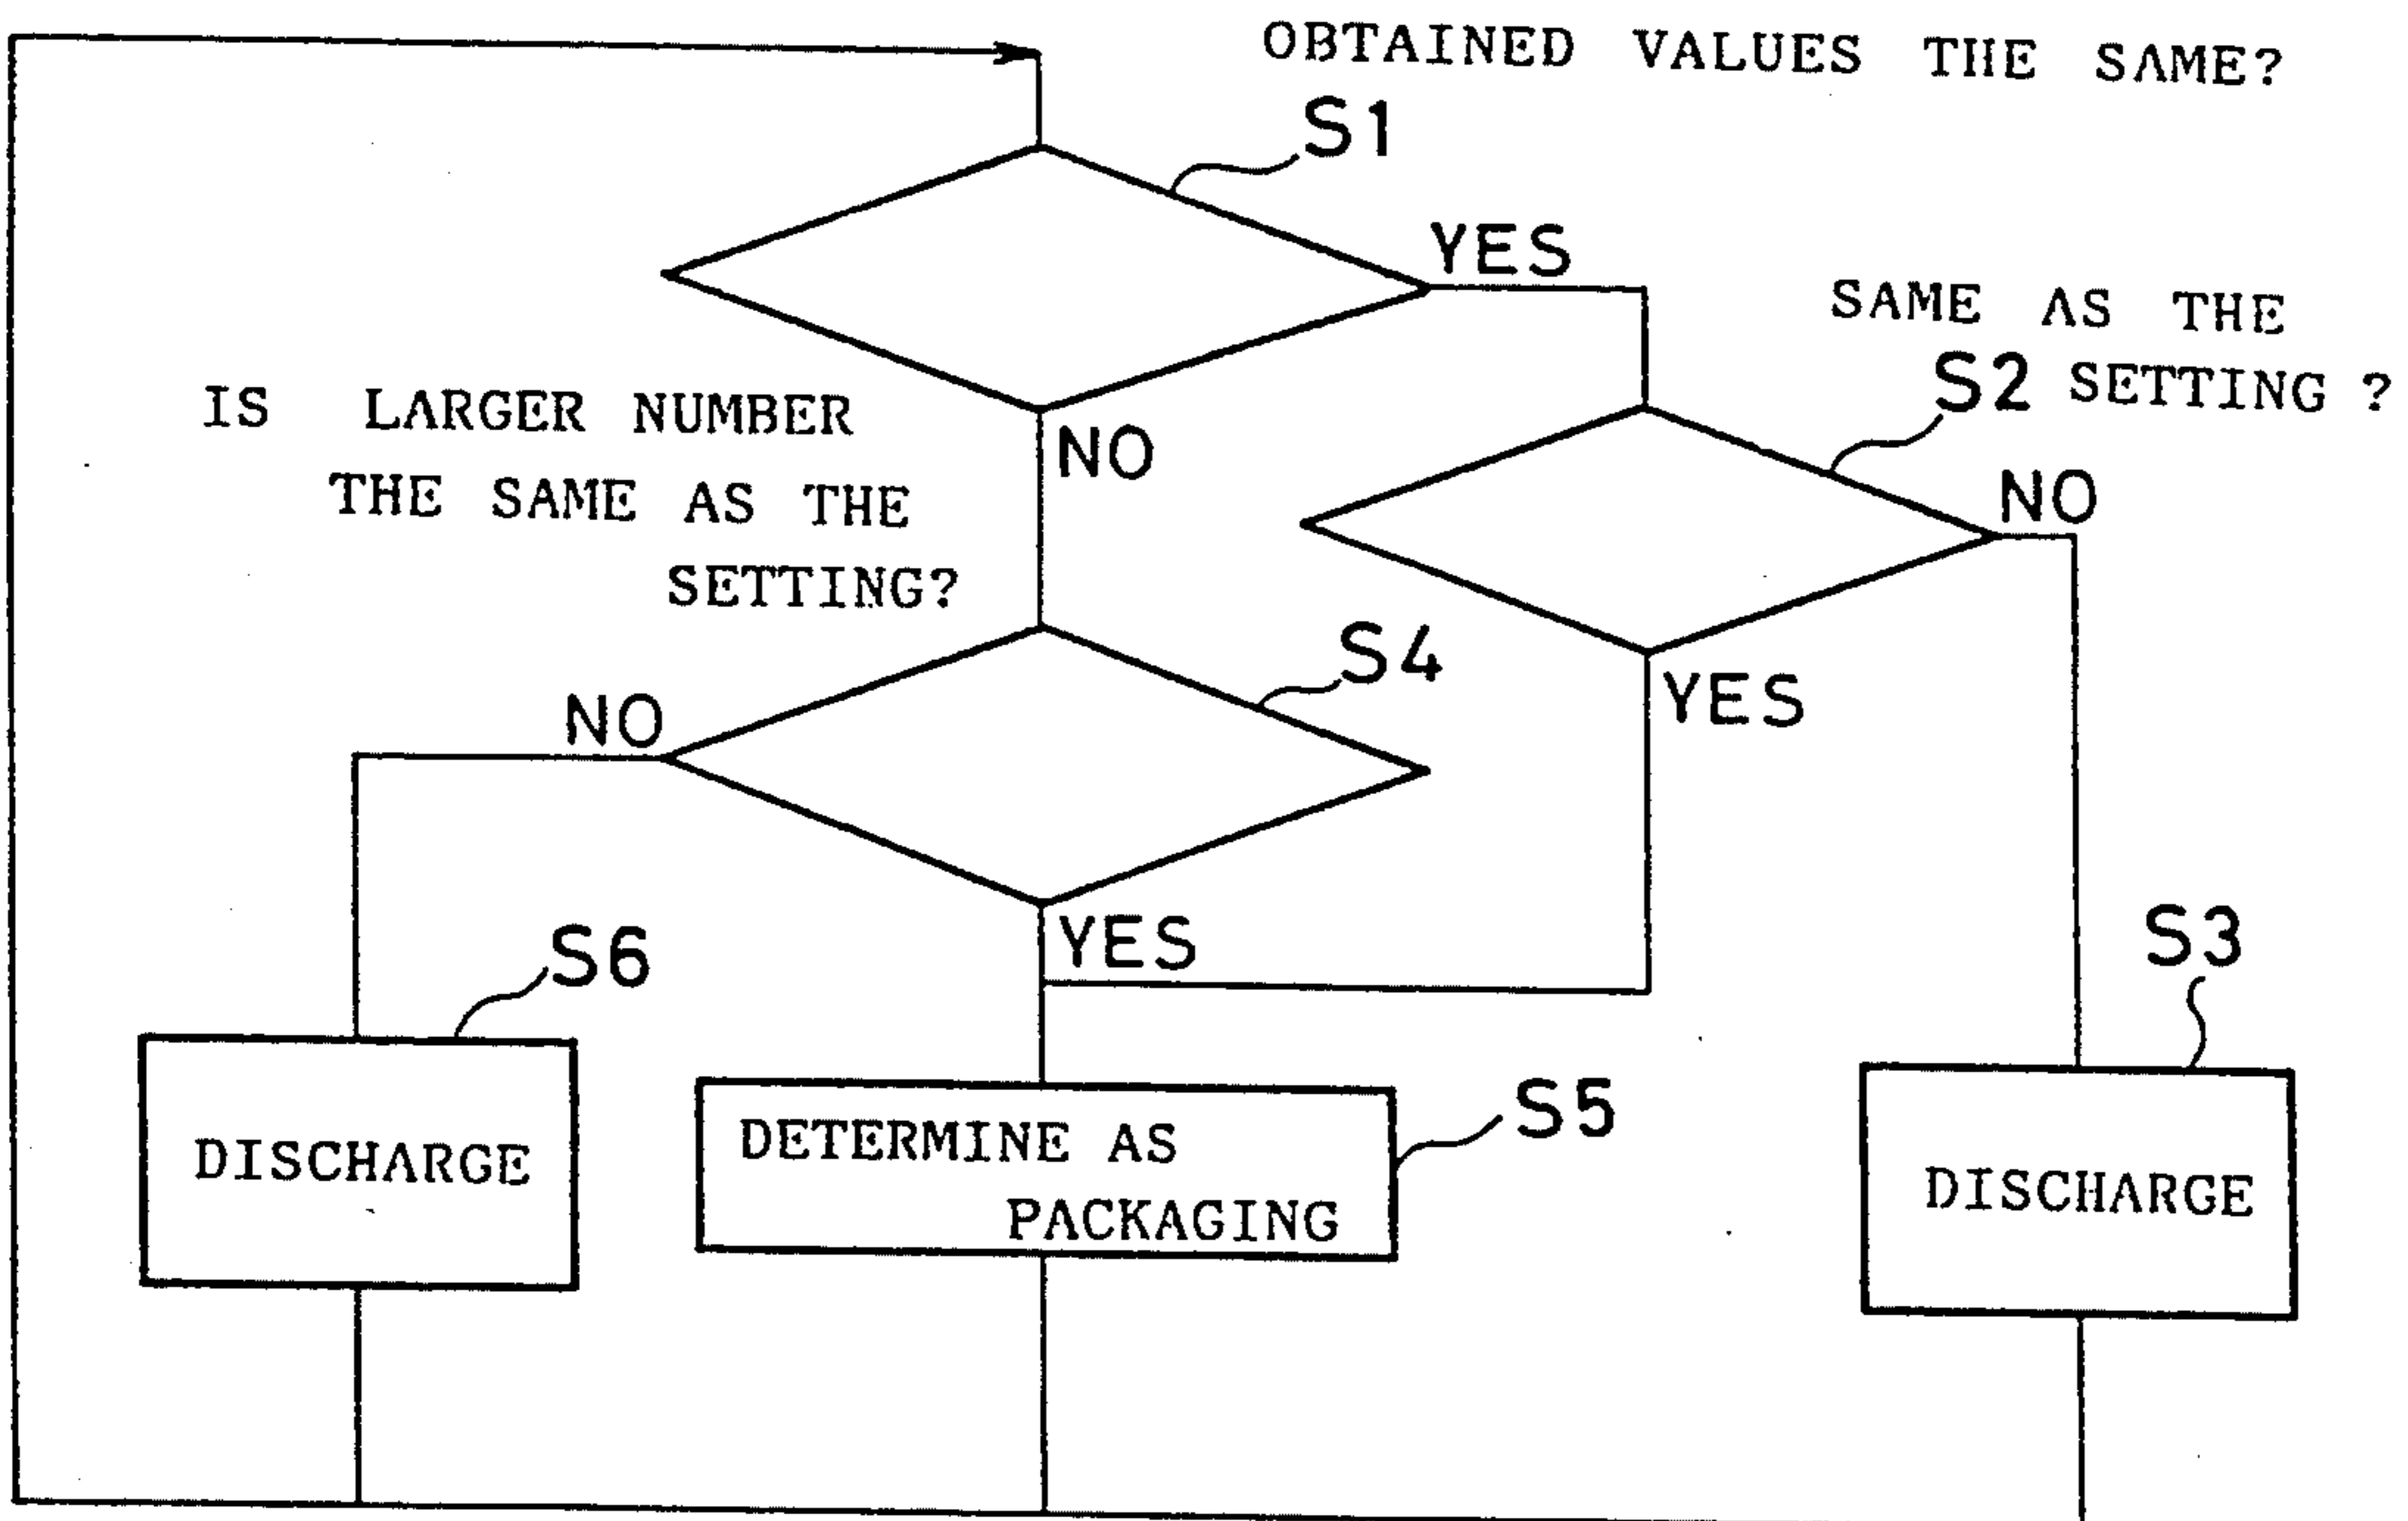 OBTAINED VALUES THE SAME?
S1
YES
SAME AS THE
S2 SETTING ?
IS LARGER NUMBER
THE SAME AS THE
SETTING?
NO
NO
S4
NO
YES
YES
S6
S3
DISCHARGE
DETERMINE AS
PACKAGING
S5
DISCHARGE